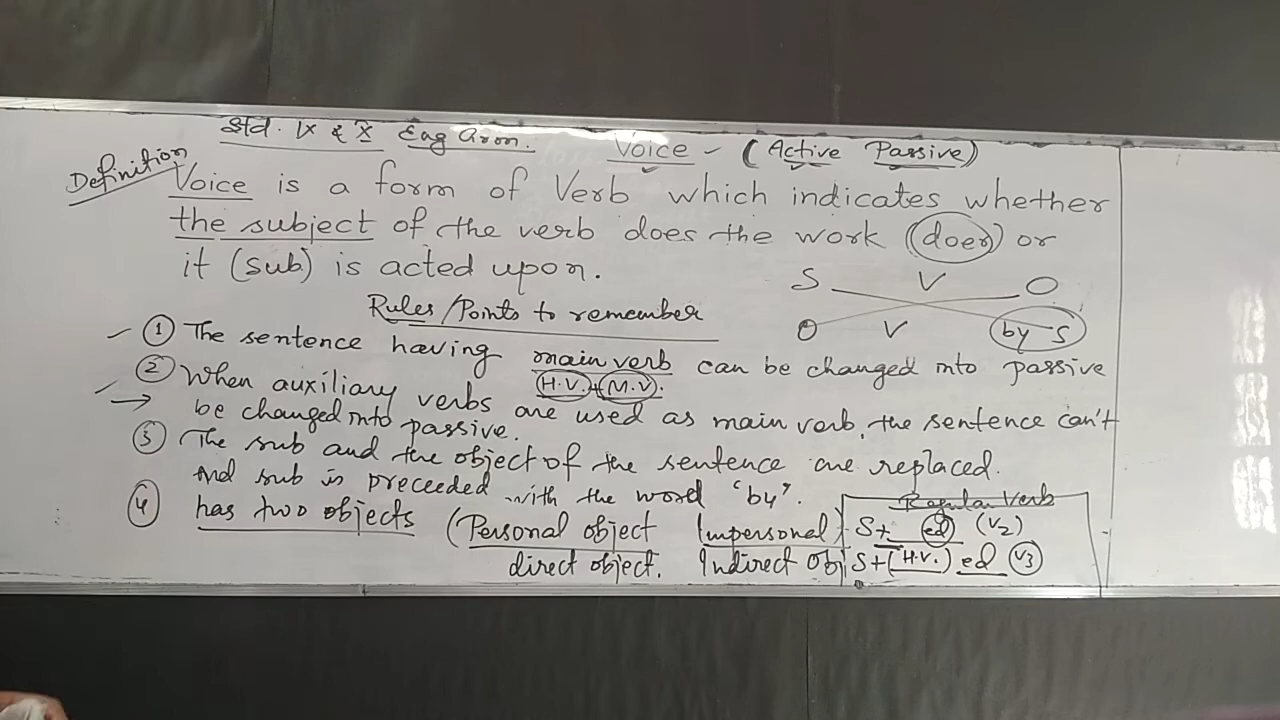 Std. IX & X Eng Gram. Voice - (Active Passive)
Definition
Voice is a form of Verb which indicates whether
the subject of the verb does the work (doer) or
it (sub) is acted upon.
S V O
O V by S
Rules/Points to remember
① The sentence having main verb can be changed into passive
H.V. + M.V.
② When auxiliary verbs are used as main verb, the sentence can't
→ be changed into passive.
③ The sub and the object of the sentence are replaced.
And sub is preceeded with the word 'by'.
④ has two objects (Personal object Impersonal)
direct object. Indirect Obj
Regular Verb
S+ ed (V2)
S+(H.V.) ed V3